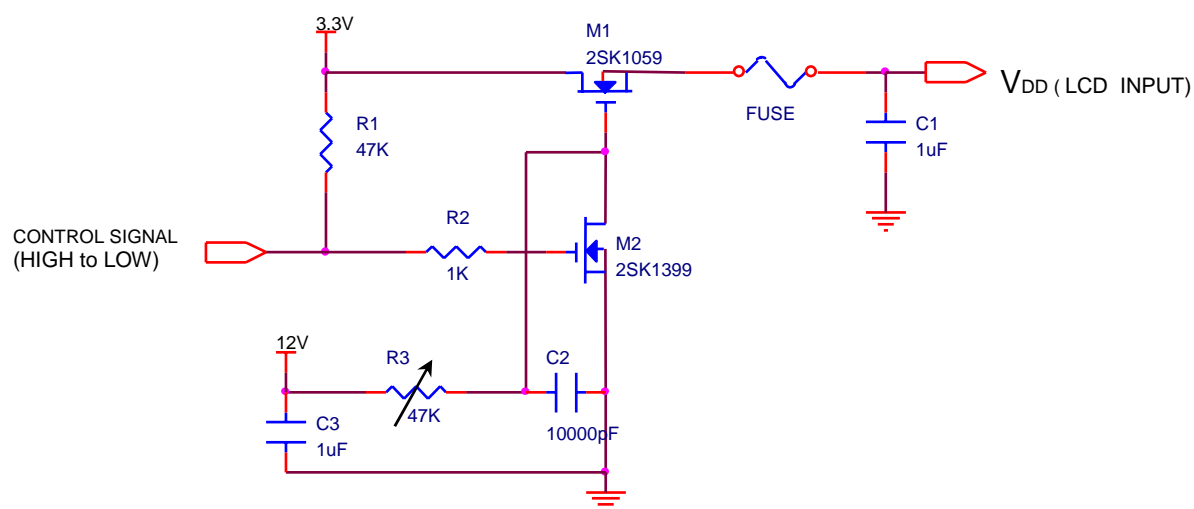 3.3V
M1
2SK1059
FUSE
VDD ( LCD INPUT)
R1
47K
C1
1uF
CONTROL SIGNAL
(HIGH to LOW)
R2
1K
M2
2SK1399
12V
R3
47K
C2
10000pF
C3
1uF